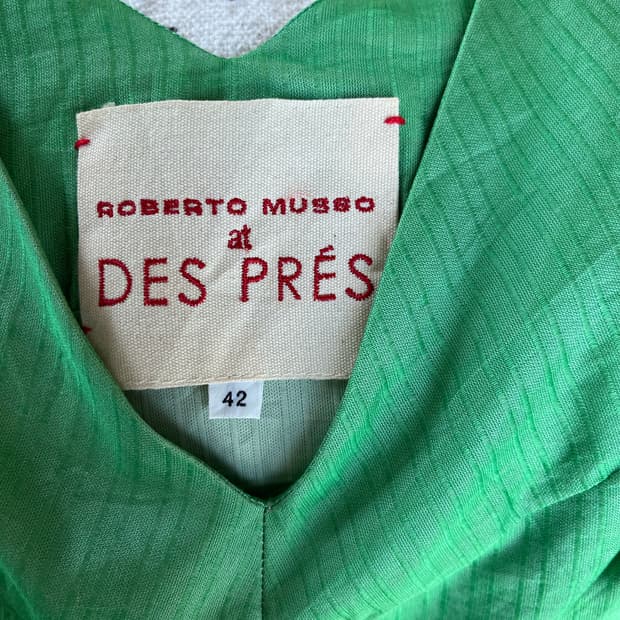 ROBERTO MUSSO
at
DES PRÉS
42